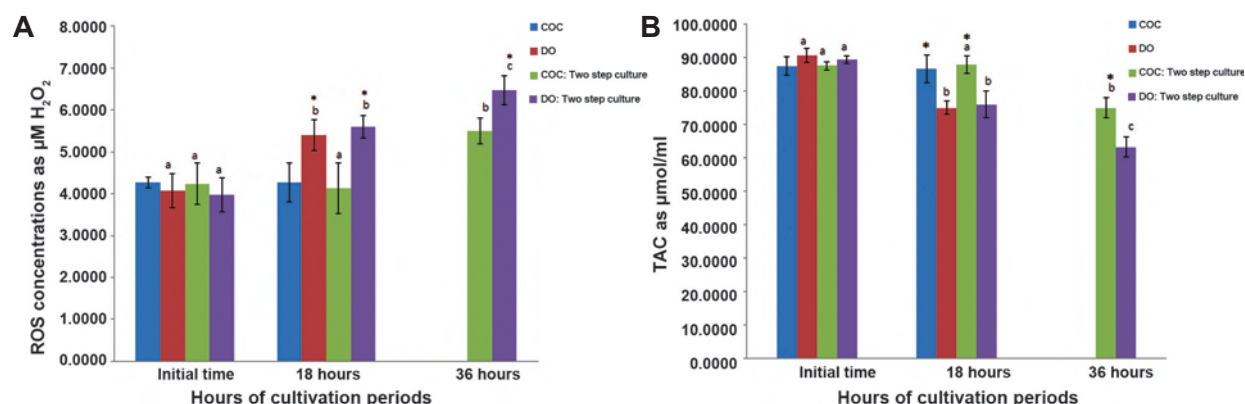 A
ROS concentrations as µM H₂O₂
8.0000
7.0000
6.0000
5.0000
4.0000
3.0000
2.0000
1.0000
0.0000
a a a
* b a * b
b * c
COC
DO
COC: Two step culture
DO: Two step culture
Initial time 18 hours 36 hours
Hours of cultivation periods
B
TAC as µmol/ml
100.0000
90.0000
80.0000
70.0000
60.0000
50.0000
40.0000
30.0000
20.0000
10.0000
0.0000
a a a
* b * a b
* b c
COC
DO
COC: Two step culture
DO: Two step culture
Initial time 18 hours 36 hours
Hours of cultivation periods